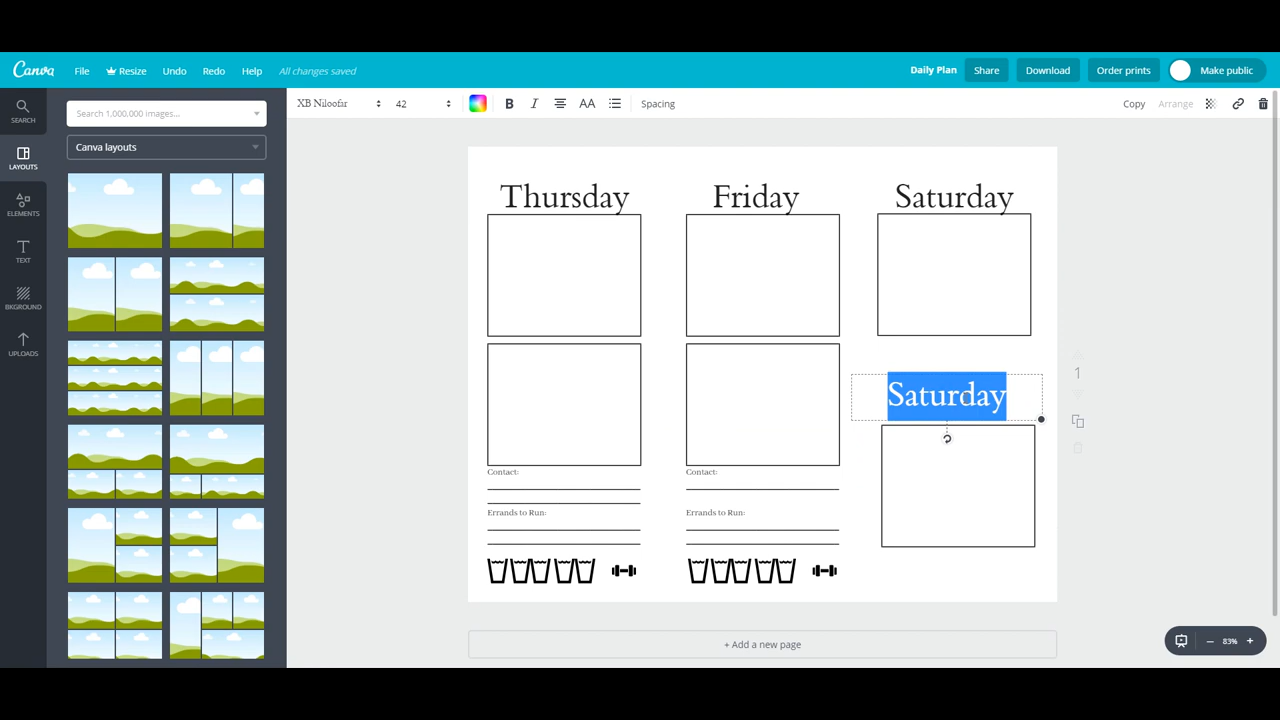 Canva File Resize Undo Redo Help All changes saved Daily Plan Share Download Order prints Make public
SEARCH
LAYOUTS
ELEMENTS
TEXT
BKGROUND
UPLOADS
Search 1,000,000 images...
Canva layouts
XB Niloofar 42 B I AA Spacing Copy Arrange
Thursday Friday Saturday
Saturday
1
Contact: Contact:
Errands to Run: Errands to Run:
+ Add a new page
– 83% +